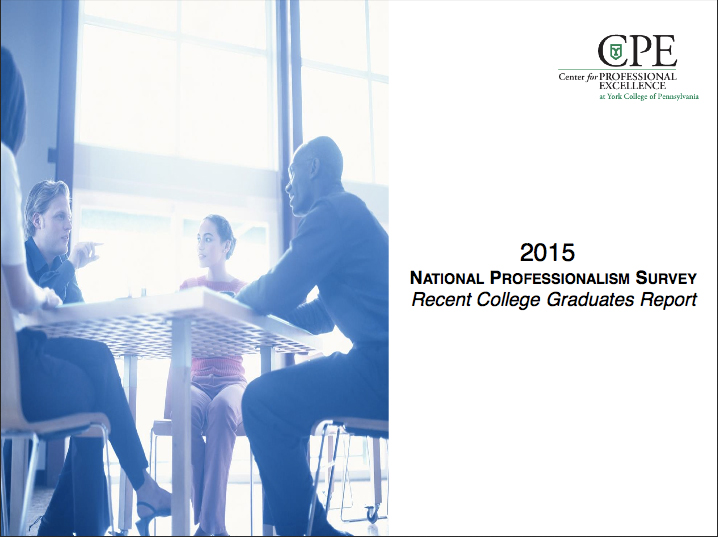 CPE
Center for PROFESSIONAL
EXCELLENCE
at York College of Pennsylvania
2015
NATIONAL PROFESSIONALISM SURVEY
Recent College Graduates Report